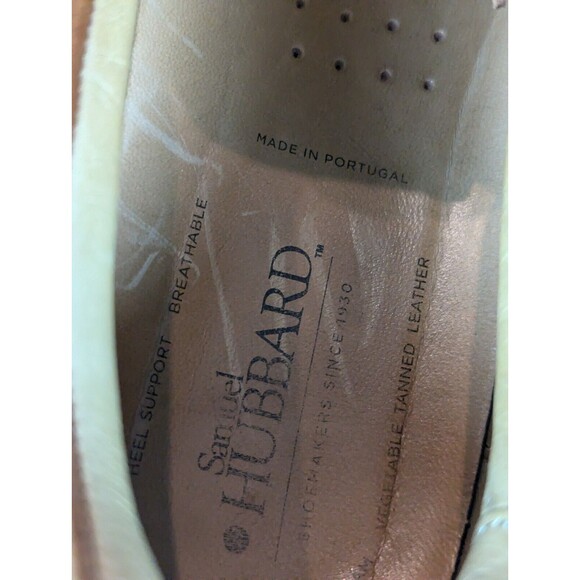 MADE IN PORTUGAL
HEEL SUPPORT BREATHABLE
Samuel
HUBBARD™
SHOEMAKERS SINCE 1930
VEGETABLE TANNED LEATHER